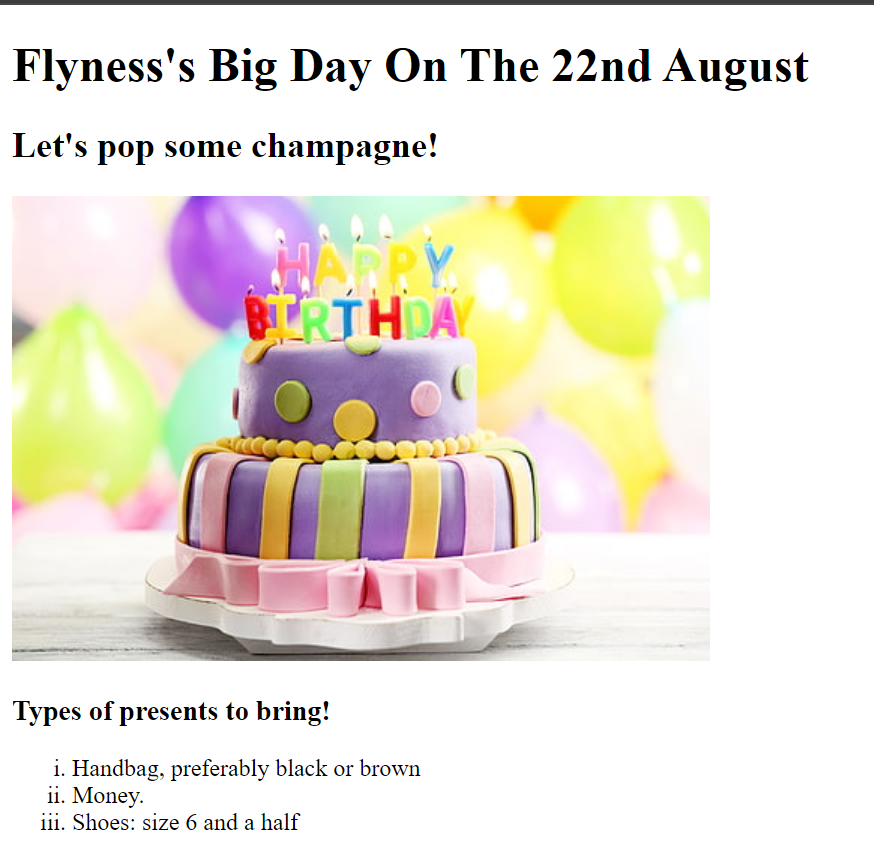 Flyness's Big Day On The 22nd August
Let's pop some champagne!
HAPPY
BIRTHDAY
Types of presents to bring!
i. Handbag, preferably black or brown
ii. Money.
iii. Shoes: size 6 and a half